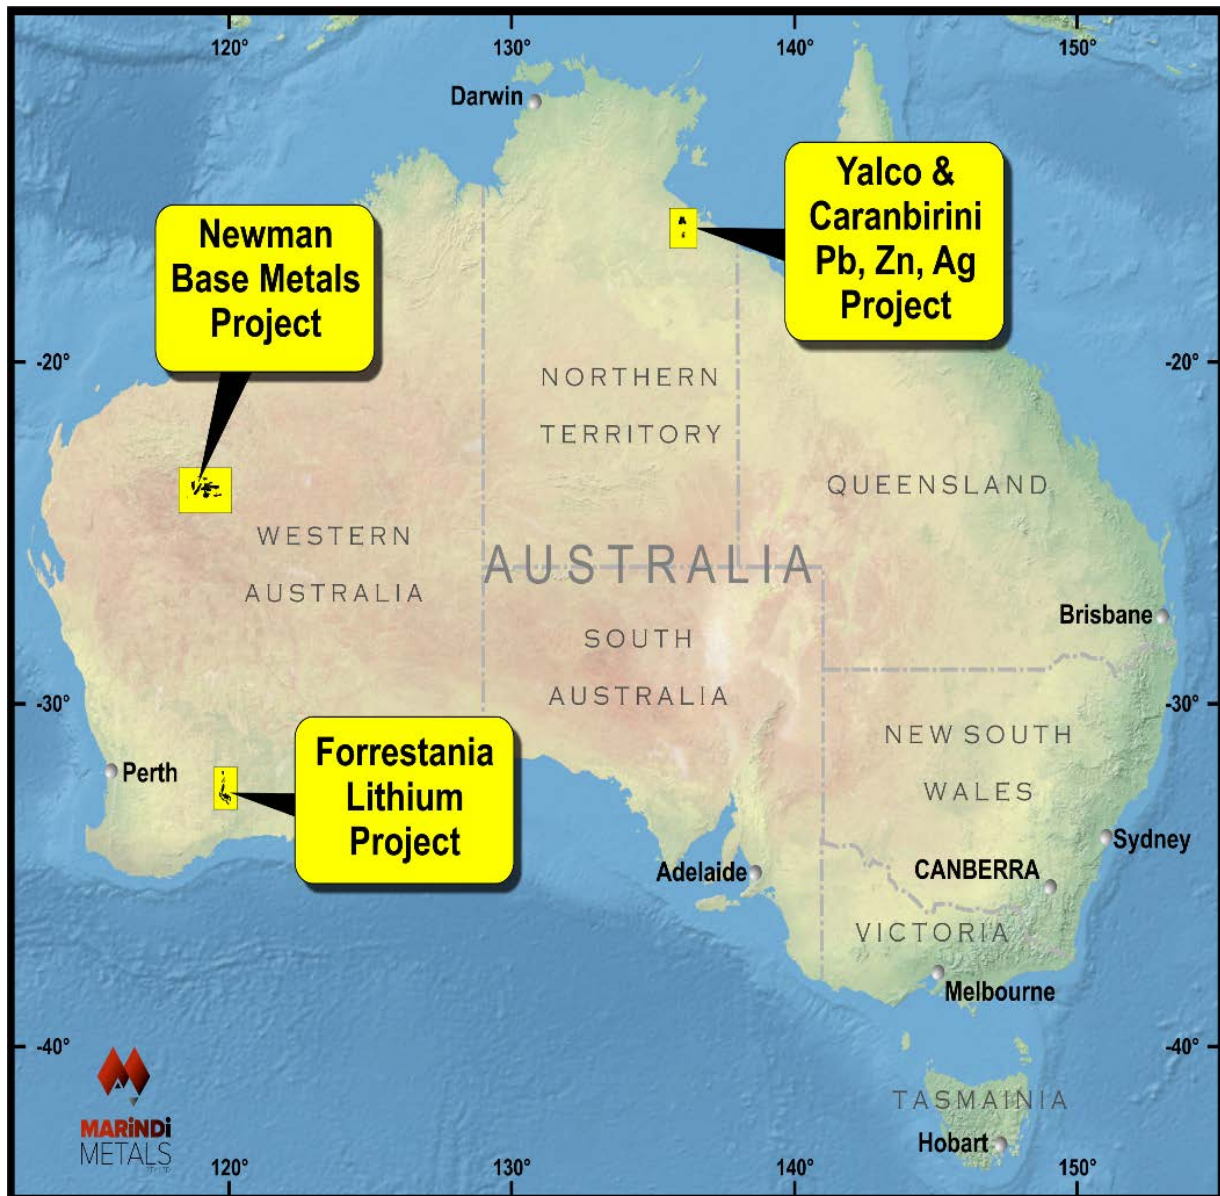 120° 130° 140° 150°
Darwin
Yalco &
Caranbirini
Pb, Zn, Ag
Project
Newman
Base Metals
Project
-20° -20°
NORTHERN
TERRITORY
QUEENSLAND
WESTERN
AUSTRALIA
AUSTRALIA
Brisbane
SOUTH
AUSTRALIA
-30° -30°
NEW SOUTH
WALES
Forrestania
Lithium
Project
Perth
Sydney
Adelaide
CANBERRA
VICTORIA
Melbourne
-40° -40°
MARiNDi
METALS
TASMAINIA
Hobart
120° 130° 140° 150°